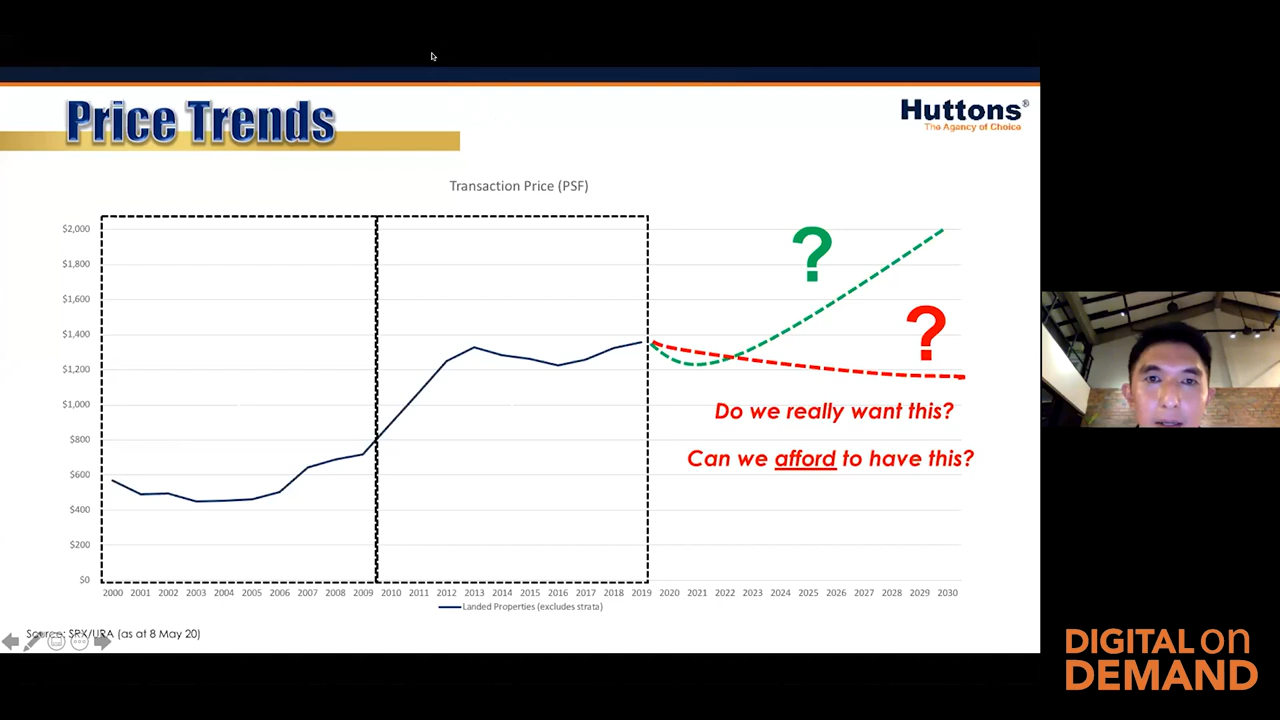 Price Trends
Huttons®
The Agency of Choice
Transaction Price (PSF)
$2,000
$1,800
$1,600
$1,400
$1,200
$1,000
$800
$600
$400
$200
$0
?
?
Do we really want this?
Can we afford to have this?
2000 2001 2002 2003 2004 2005 2006 2007 2008 2009 2010 2011 2012 2013 2014 2015 2016 2017 2018 2019 2020 2021 2022 2023 2024 2025 2026 2027 2028 2029 2030
Landed Properties (excludes strata)
Source: SRX/URA (as at 8 May 20)
DIGITAL on
DEMAND